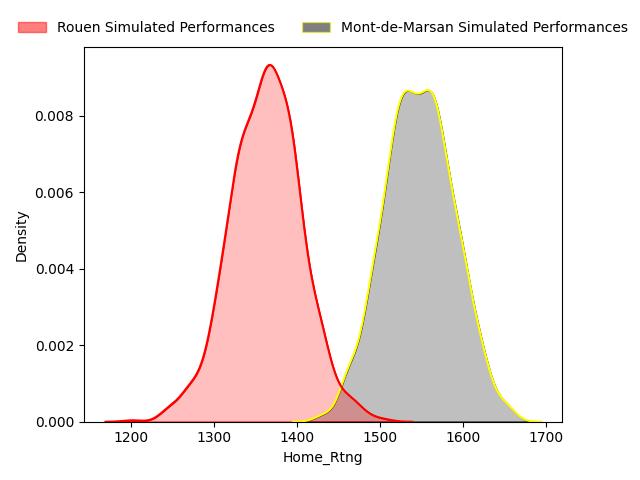 Rouen Simulated Performances
Mont-de-Marsan Simulated Performances
Density
0.008
0.006
0.004
0.002
0.000
1200
1300
1400
1500
1600
1700
Home_Rtng